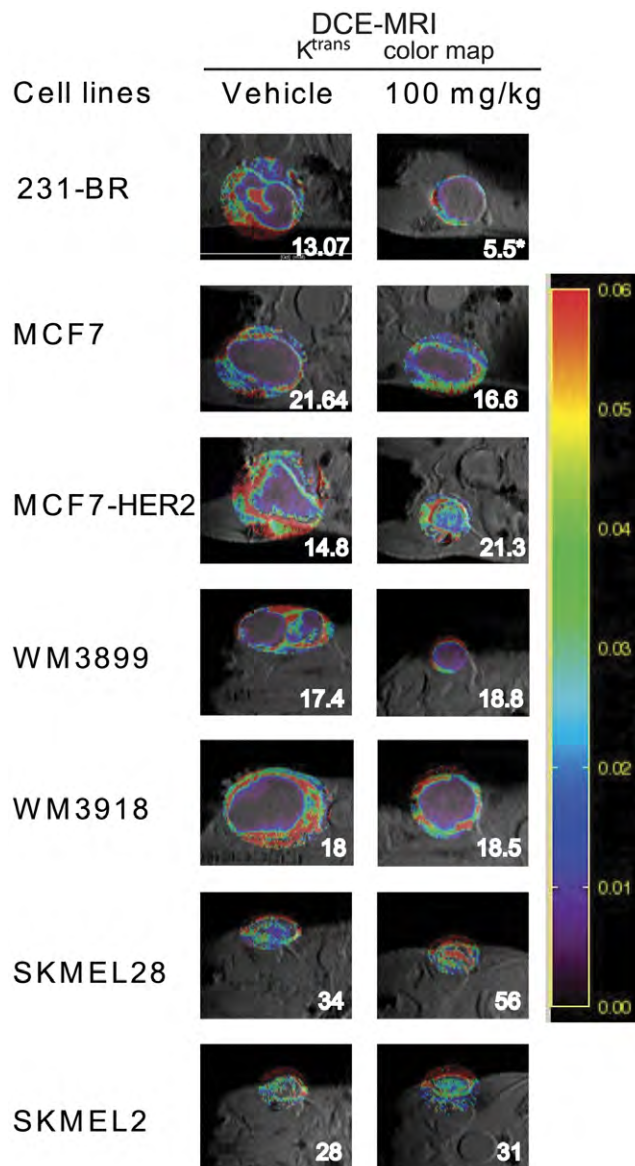 DCE-MRI
Ktrans color map
Cell lines Vehicle 100 mg/kg
231-BR 13.07 5.5*
MCF7 21.64 16.6
MCF7-HER2 14.8 21.3
WM3899 17.4 18.8
WM3918 18 18.5
SKMEL28 34 56
SKMEL2 28 31
0.06
0.05
0.04
0.03
0.02
0.01
0.00